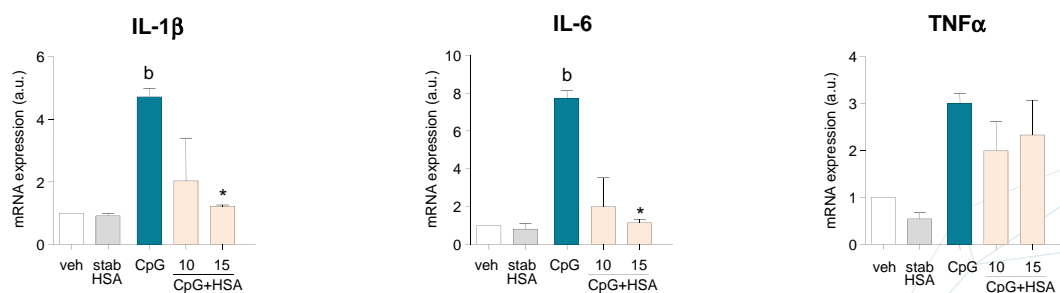 IL-1β
mRNA expression (a.u.)
6
4
2
0
b
*
veh
stab
HSA
CpG
10
15
CpG+HSA
IL-6
mRNA expression (a.u.)
10
8
6
4
2
0
b
*
veh
stab
HSA
CpG
10
15
CpG+HSA
TNFα
mRNA expression (a.u.)
4
3
2
1
0
veh
stab
HSA
CpG
10
15
CpG+HSA